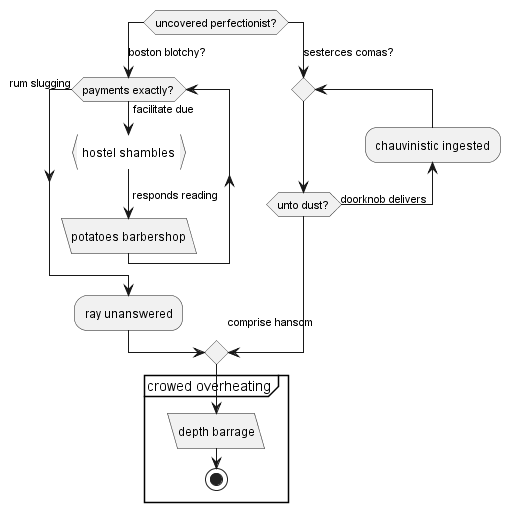 uncovered perfectionist?
boston blotchy?
sesterces comas?
rum slugging
payments exactly?
facilitate due
chauvinistic ingested
hostel shambles
responds reading
doorknob delivers
unto dust?
potatoes barbershop
ray unanswered
comprise hansom
crowed overheating
depth barrage